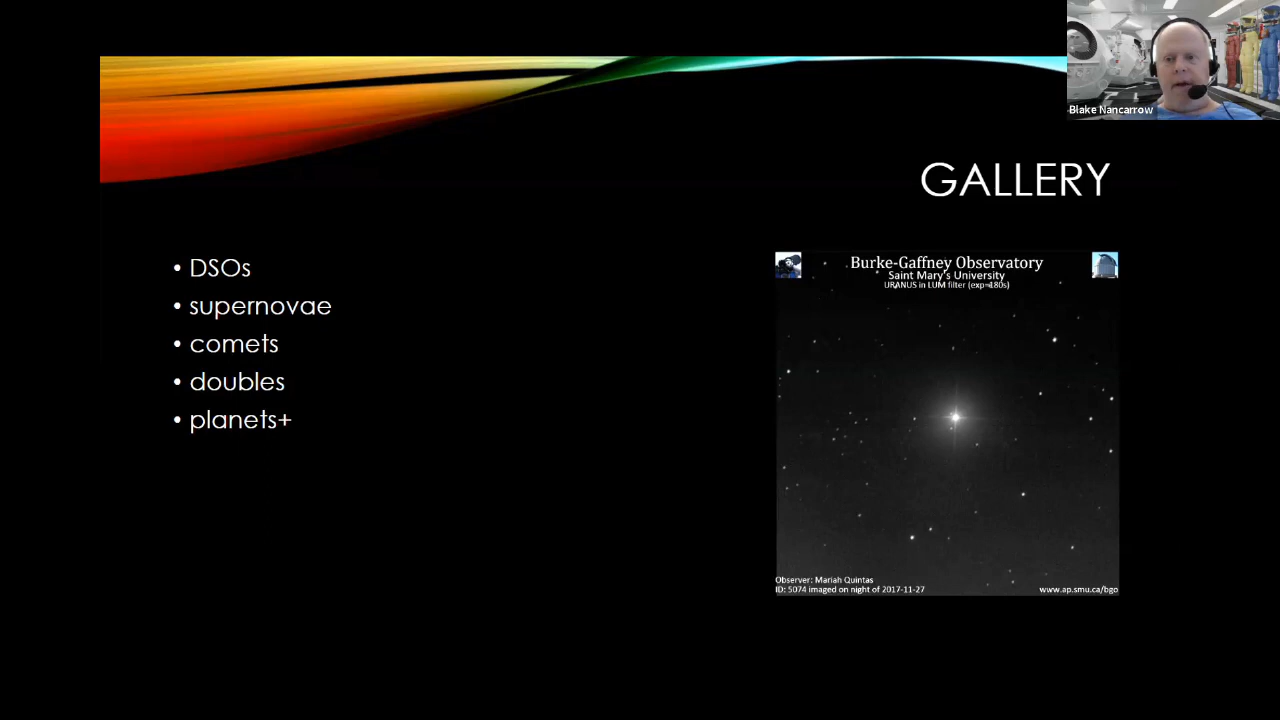 Blake Nancarrow
GALLERY
• DSOs
• supernovae
• comets
• doubles
• planets+
Burke-Gaffney Observatory
Saint Mary's University
URANUS in LUM filter (exp=180s)
Observer: Mariah Quintas
ID: 5074 imaged on night of 2017-11-27
www.ap.smu.ca/bgo